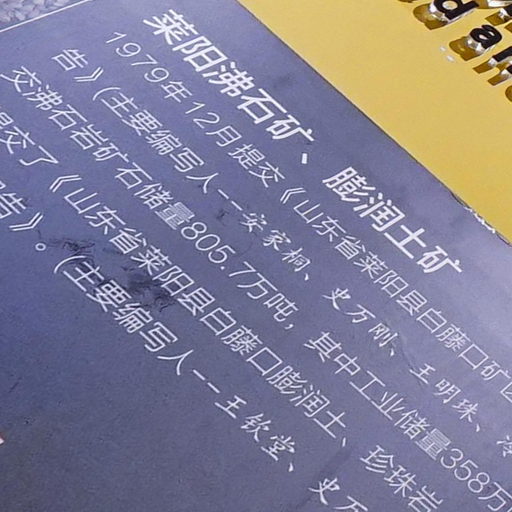 莱阳沸石矿、膨润土矿
1979年12月提交《山东省莱阳县白藤口矿区
告》(主要编写人--安家桐、史万刚、王明珠、冷
交沸石岩矿石储量805.7万吨，其中工业储量358万
提交了《山东省莱阳县白藤口膨润土、珍珠岩
告》。(主要编写人--王钦堂、史万